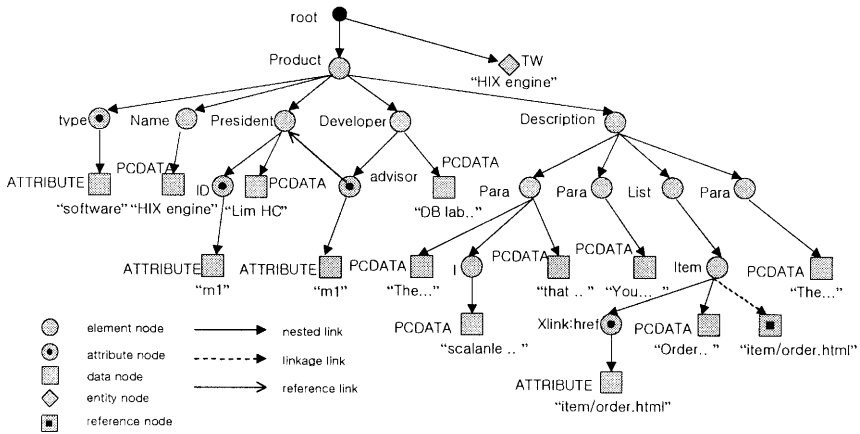 root
TW
"HIX engine"
Product
type
Name
President
Developer
Description
ATTRIBUTE
"software"
PCDATA
"HIX engine"
ID
PCDATA
"Lim HC"
advisor
PCDATA
"DB lab.."
Para
Para
List
Para
ATTRIBUTE
"m1"
ATTRIBUTE
"m1"
PCDATA
"The..."
I
PCDATA
"that .. "
PCDATA
"You... "
Item
PCDATA
"The..."
PCDATA
"scalanle .. "
Xlink:href
PCDATA
"Order.. "
"item/order.html"
ATTRIBUTE
"item/order.html"
element node
attribute node
data node
entity node
reference node
nested link
linkage link
reference link